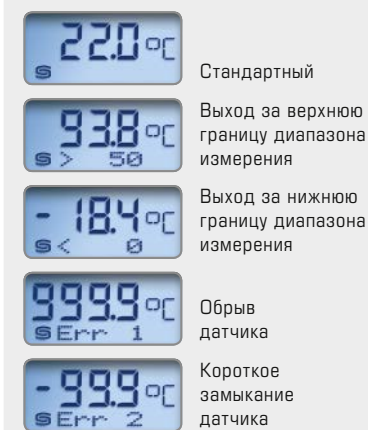 22.0 °C
S
Стандартный
93.8 °C
S > 50
Выход за верхнюю
границу диапазона
измерения
- 18.4 °C
S < 0
Выход за нижнюю
границу диапазона
измерения
999.9 °C
S Err 1
Обрыв
датчика
-99.9 °C
S Err 2
Короткое
замыкание
датчика